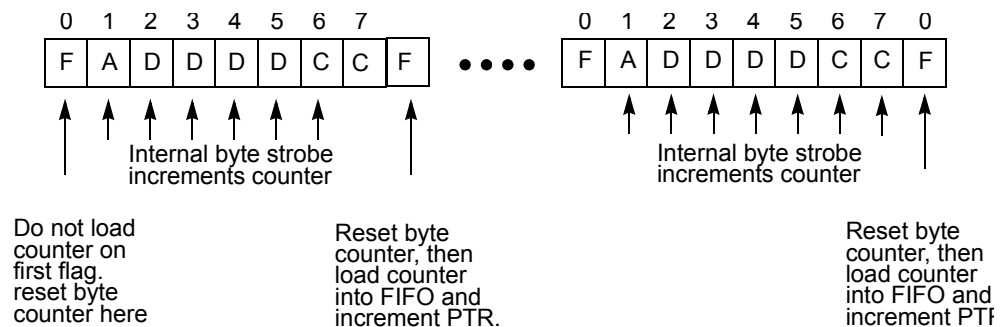 0 1 2 3 4 5 6 7 0 1 2 3 4 5 6 7 0
F A D D D D C C F •••• F A D D D D C C F
Internal byte strobe
increments counter
Internal byte strobe
increments counter
Do not load
counter on
first flag.
reset byte
counter here
Reset byte
counter, then
load counter
into FIFO and
increment PTR.
Reset byte
counter, then
load counter
into FIFO and
increment PTR